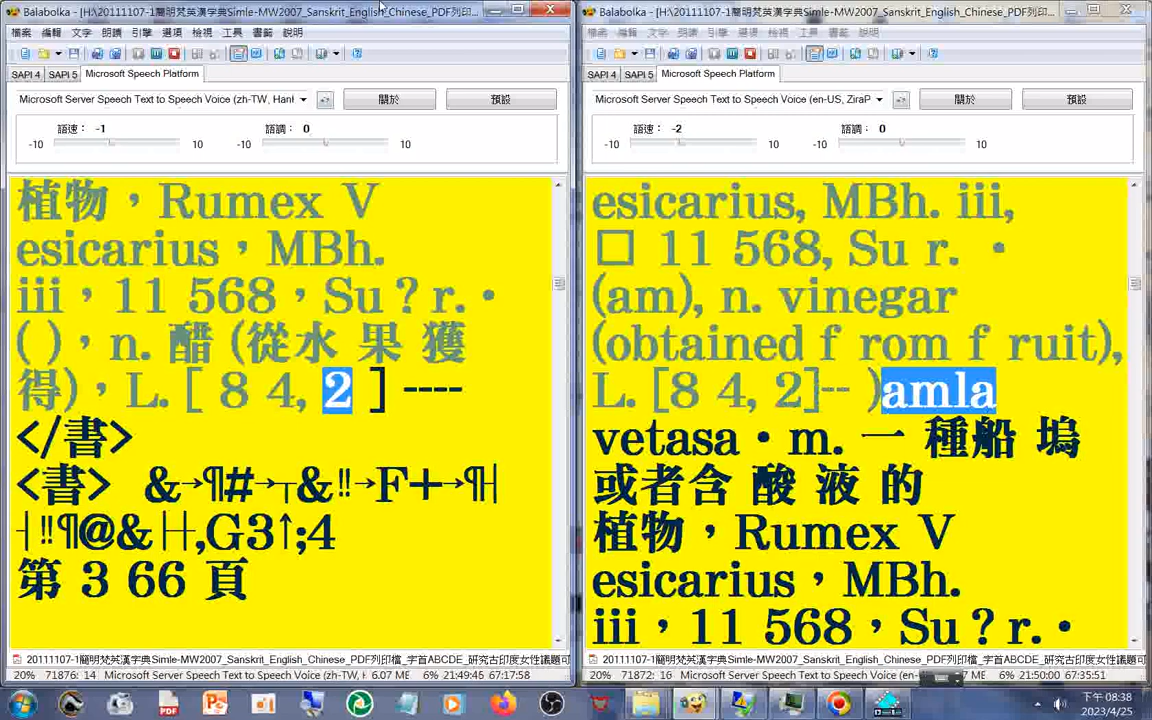 Balabolka - [H:\20111107-1簡明梵英漢字典Simle-MW2007_Sanskrit_English_Chinese_PDF列印...
檔案 編輯 文字 朗讀 引擎 選項 檢視 工具 書籤 說明
SAPI 4 SAPI 5 Microsoft Speech Platform
Microsoft Server Speech Text to Speech Voice (zh-TW, Hanl 關於 預設
語速： -1 語調： 0
-10 10 -10 10
植物，Rumex V
esicarius，MBh.
iii，11 568，Su？r.・
( )，n. 醋 (從水 果 獲
得)，L. [ 8 4, 2 ] ----
</書>
<書> &→¶#→┬&‼→F+→¶├
┤‼¶@&├┼,G3↑;4
第 3 66 頁
20111107-1簡明梵英漢字典Simle-MW2007_Sanskrit_English_Chinese_PDF列印檔_字首ABCDE_研究古印度女性議題可
20% 71876: 14 Microsoft Server Speech Text to Speech Voice (zh-TW, H 6.07 ME 6% 21:49:45 67:17:58
Balabolka - [H:\20111107-1簡明梵英漢字典Simle-MW2007_Sanskrit_English_Chinese_PDF列印...
檔案 編輯 文字 朗讀 引擎 選項 檢視 工具 書籤 說明
SAPI 4 SAPI 5 Microsoft Speech Platform
Microsoft Server Speech Text to Speech Voice (en-US, ZiraP 關於 預設
語速： -2 語調： 0
-10 10 -10 10
esicarius, MBh. iii,
□ 11 568, Su r. ・
(am), n. vinegar
(obtained f rom f ruit),
L. [8 4, 2]-- )amla
vetasa・m. 一 種船 塢
或者含 酸 液 的
植物，Rumex V
esicarius，MBh.
iii，11 568，Su？r.・
20111107-1簡明梵英漢字典Simle-MW2007_Sanskrit_English_Chinese_PDF列印檔_字首ABCDE_研究古印度女性議題可
20% 71872: 16 Microsoft Server Speech Text to Speech Voice (en-US ME 6% 21:50:00 67:35:51
下午 08:38
2023/4/25